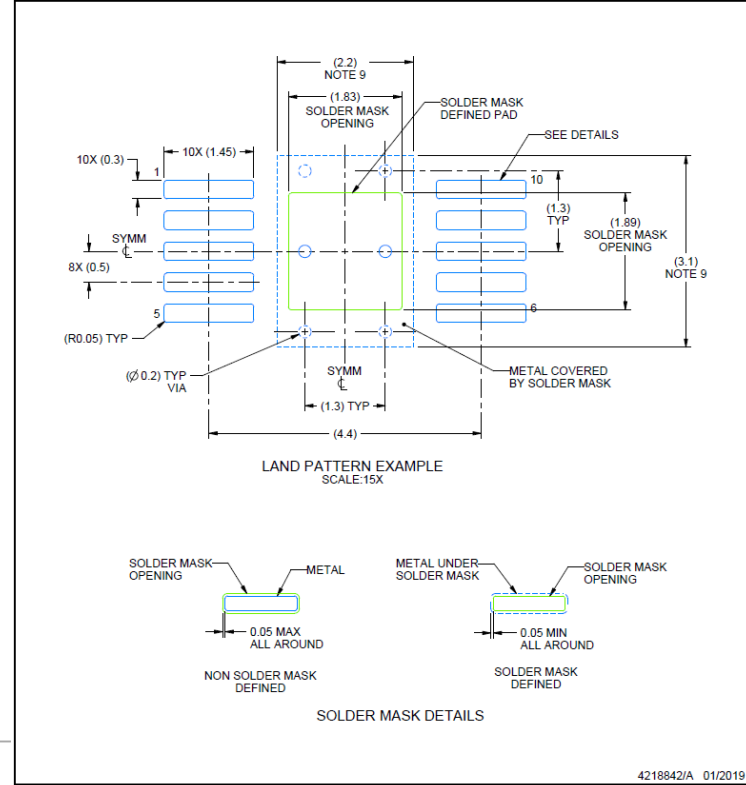 (2.2)
NOTE 9
(1.83)
SOLDER MASK
OPENING
SOLDER MASK
DEFINED PAD
SEE DETAILS
10X (1.45)
10X (0.3)
1
10
(1.3)
TYP
(1.89)
SOLDER MASK
OPENING
(3.1)
NOTE 9
SYMM
℄
8X (0.5)
5
6
(R0.05) TYP
(Ø 0.2) TYP
VIA
SYMM
℄
METAL COVERED
BY SOLDER MASK
(1.3) TYP
(4.4)
LAND PATTERN EXAMPLE
SCALE:15X
SOLDER MASK
OPENING
METAL
0.05 MAX
ALL AROUND
NON SOLDER MASK
DEFINED
METAL UNDER
SOLDER MASK
SOLDER MASK
OPENING
0.05 MIN
ALL AROUND
SOLDER MASK
DEFINED
SOLDER MASK DETAILS
4218842/A 01/2019